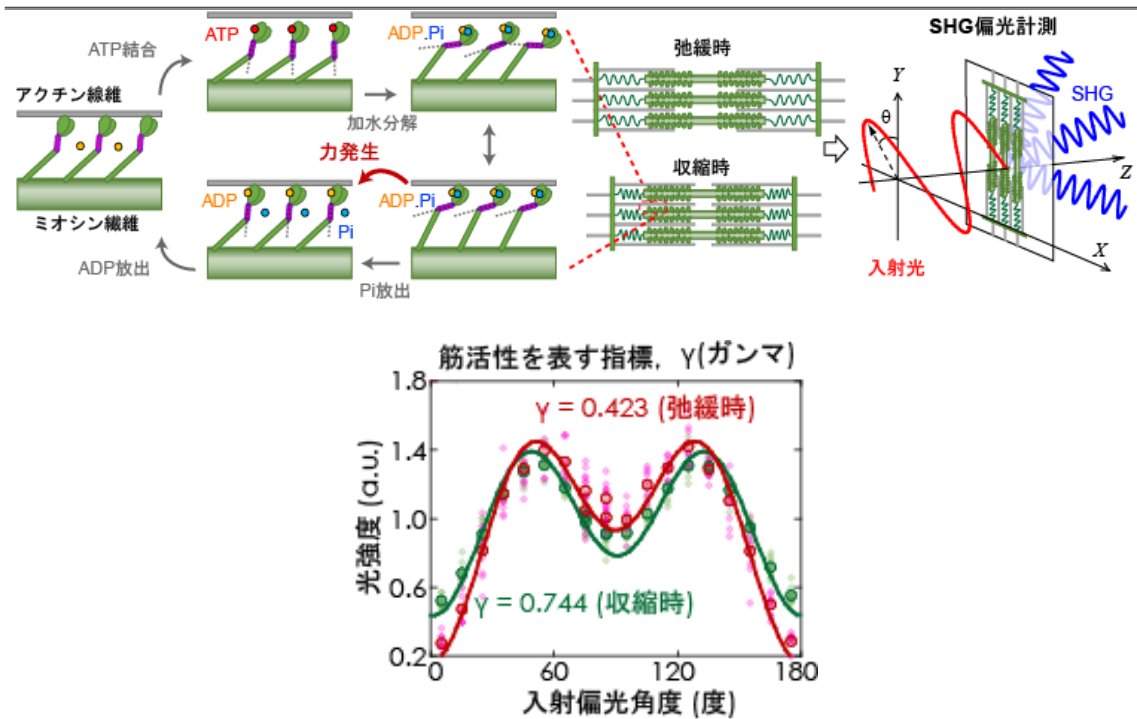 ATP結合
アクチン線維
ミオシン繊維
ADP放出
ATP
加水分解
ADP.Pi
力発生
ADP
Pi
Pi放出
ADP.Pi
弛緩時
収縮時
SHG偏光計測
Y
θ
SHG
Z
X
入射光
筋活性を表す指標, γ(ガンマ)
γ = 0.423 (弛緩時)
γ = 0.744 (収縮時)
光強度 (a.u.)
1.8
1.4
1.0
0.6
0.2
0
60
120
180
入射偏光角度 (度)